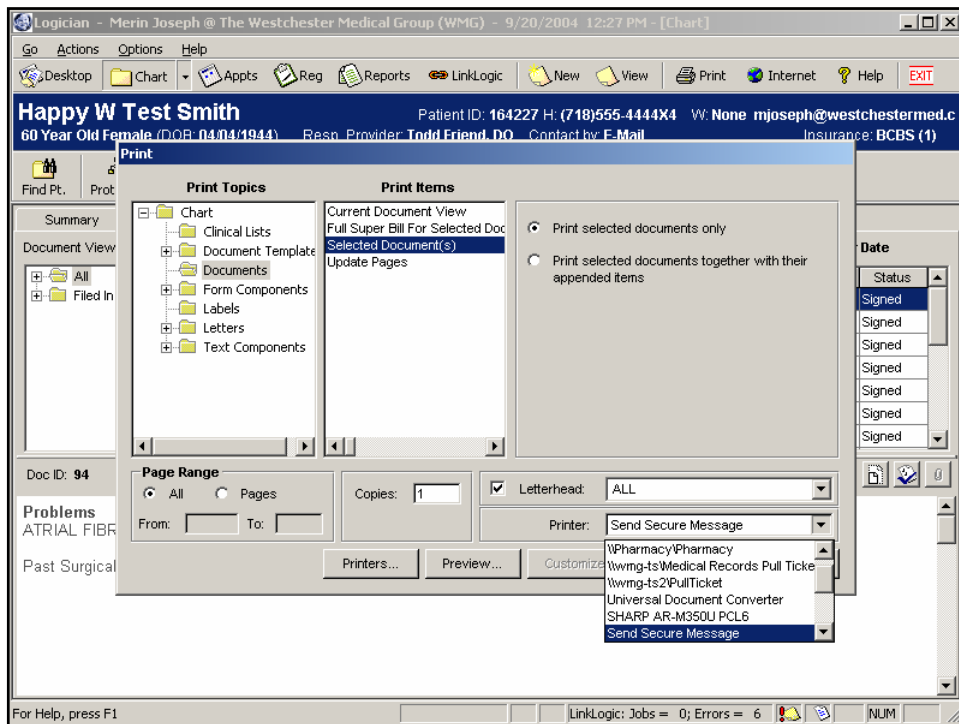 Logician - Merin Joseph @ The Westchester Medical Group (WMG) - 9/20/2004 12:27 PM - [Chart]
Go Actions Options Help
Desktop Chart Appts Reg Reports LinkLogic New View Print Internet Help EXIT
Happy W Test Smith Patient ID: 164227 H: (718)555-4444X4 W: None mjoseph@westchestermed.c
60 Year Old Female (DOB: 04/04/1944) Resp. Provider: Todd Friend, DO Contact by: E-Mail Insurance: BCBS (1)
Print
Find Pt. Prot
Print Topics Print Items
Summary
Document View
All
Filed In
Chart
Clinical Lists
Document Template
Documents
Form Components
Labels
Letters
Text Components
Current Document View
Full Super Bill For Selected Doc
Selected Document(s)
Update Pages
Print selected documents only
Print selected documents together with their
appended items
Date
Status
Signed
Signed
Signed
Signed
Signed
Signed
Signed
Doc ID: 94
Page Range
All Pages
From: To:
Copies: 1
Letterhead: ALL
Printer: Send Secure Message
Problems
ATRIAL FIBR
Past Surgical
Printers... Preview... Customize
\\Pharmacy\Pharmacy
\\wmg-ts\Medical Records Pull Ticke
\\wmg-ts2\PullTicket
Universal Document Converter
SHARP AR-M350U PCL6
Send Secure Message
For Help, press F1 LinkLogic: Jobs = 0; Errors = 6 NUM